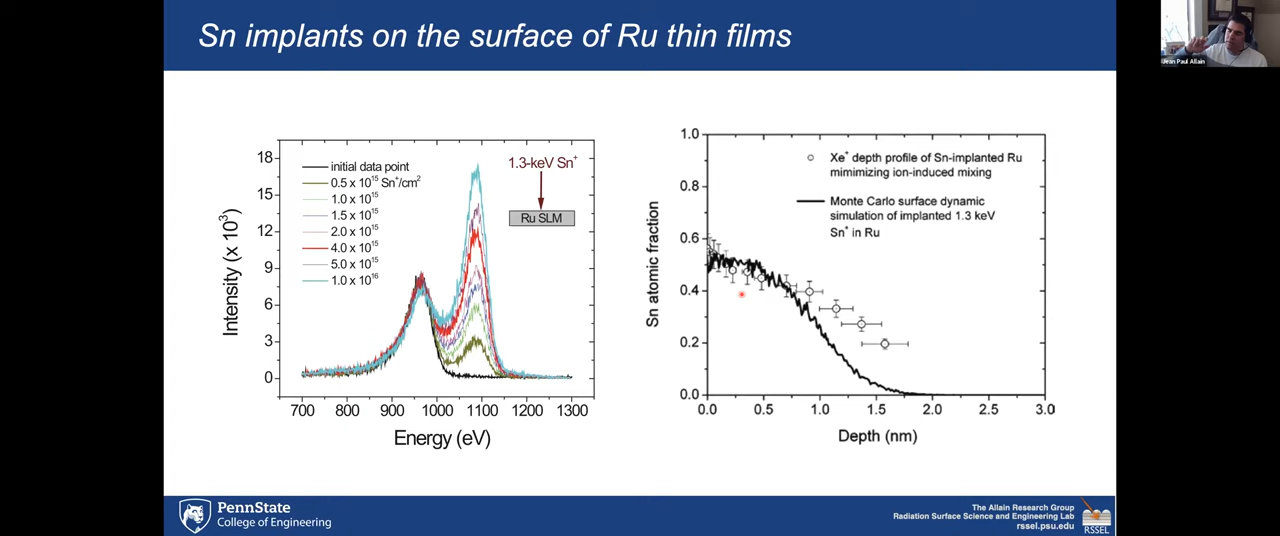 Sn implants on the surface of Ru thin films
Jean Paul Allain
18
15
12
9
6
3
0
Intensity (x 10³)
initial data point
0.5 x 10¹⁵ Sn⁺/cm²
1.0 x 10¹⁵
1.5 x 10¹⁵
2.0 x 10¹⁵
4.0 x 10¹⁵
5.0 x 10¹⁵
1.0 x 10¹⁶
1.3-keV Sn⁺
Ru SLM
700 800 900 1000 1100 1200 1300
Energy (eV)
1.0
0.8
0.6
0.4
0.2
0.0
Sn atomic fraction
Xe⁺ depth profile of Sn-implanted Ru
mimimizing ion-induced mixing
Monte Carlo surface dynamic
simulation of implanted 1.3 keV
Sn⁺ in Ru
0.0 0.5 1.0 1.5 2.0 2.5 3.0
Depth (nm)
PennState
College of Engineering
The Allain Research Group
Radiation Surface Science and Engineering Lab
rssel.psu.edu
RSSEL